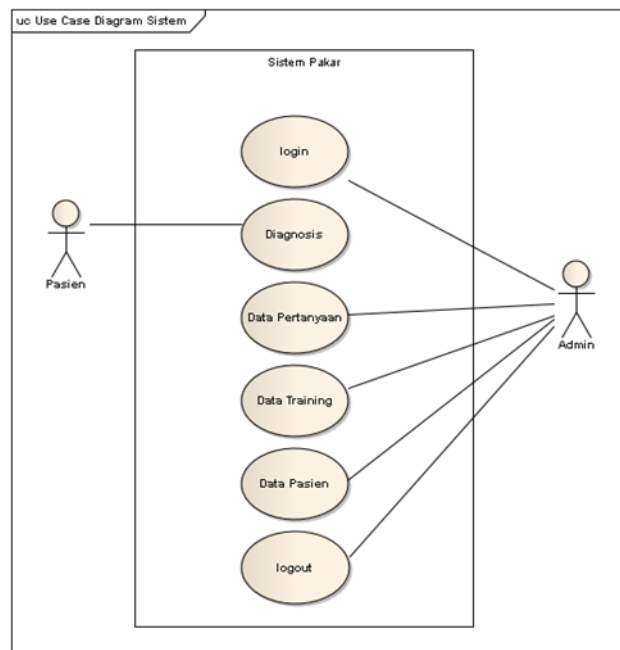 uc Use Case Diagram Sistem
Sistem Pakar
login
Diagnosis
Pasien
Data Pertanyaan
Admin
Data Training
Data Pasien
logout